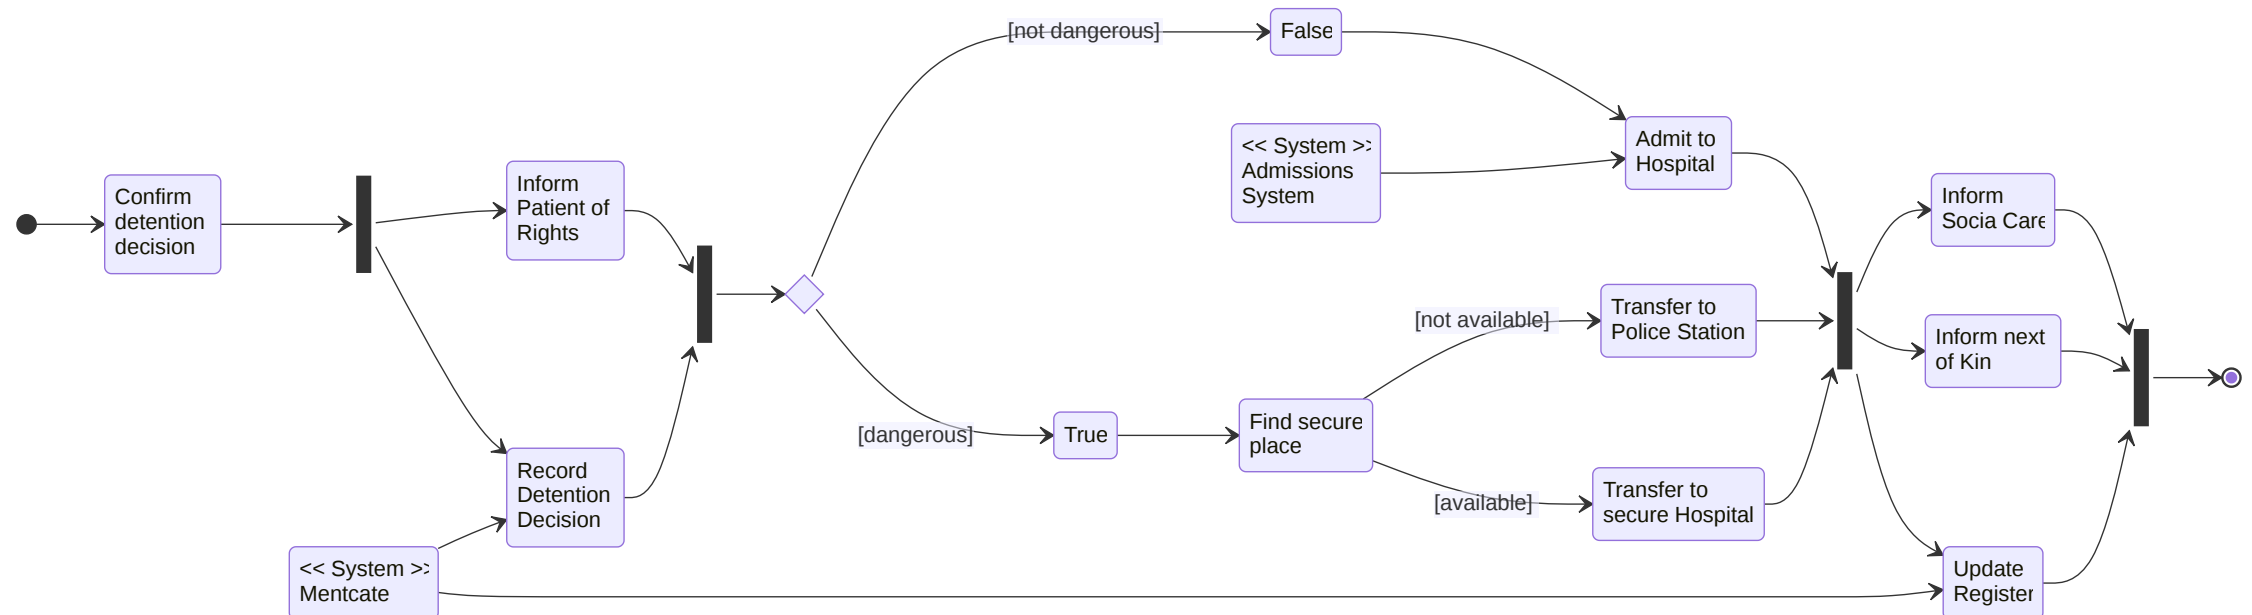 [not dangerous]
False
<< System >>
Admissions
System
Admit to
Hospital
Confirm
detention
decision
Inform
Patient of
Rights
Inform
Socia Care
[not available]
Transfer to
Police Station
Inform next
of Kin
[dangerous]
True
Find secure
place
[available]
Transfer to
secure Hospital
Record
Detention
Decision
<< System >>
Mentcate
Update
Register